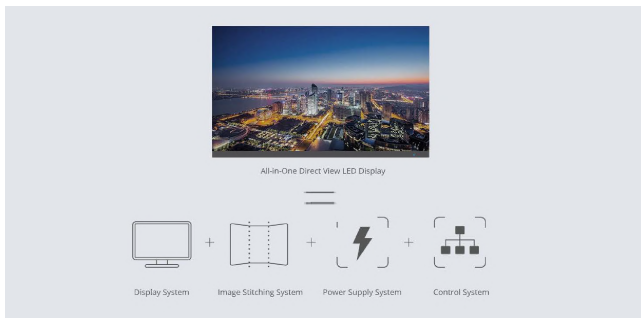 All-in-One Direct View LED Display
=
+ + +
Display System Image Stitching System Power Supply System Control System